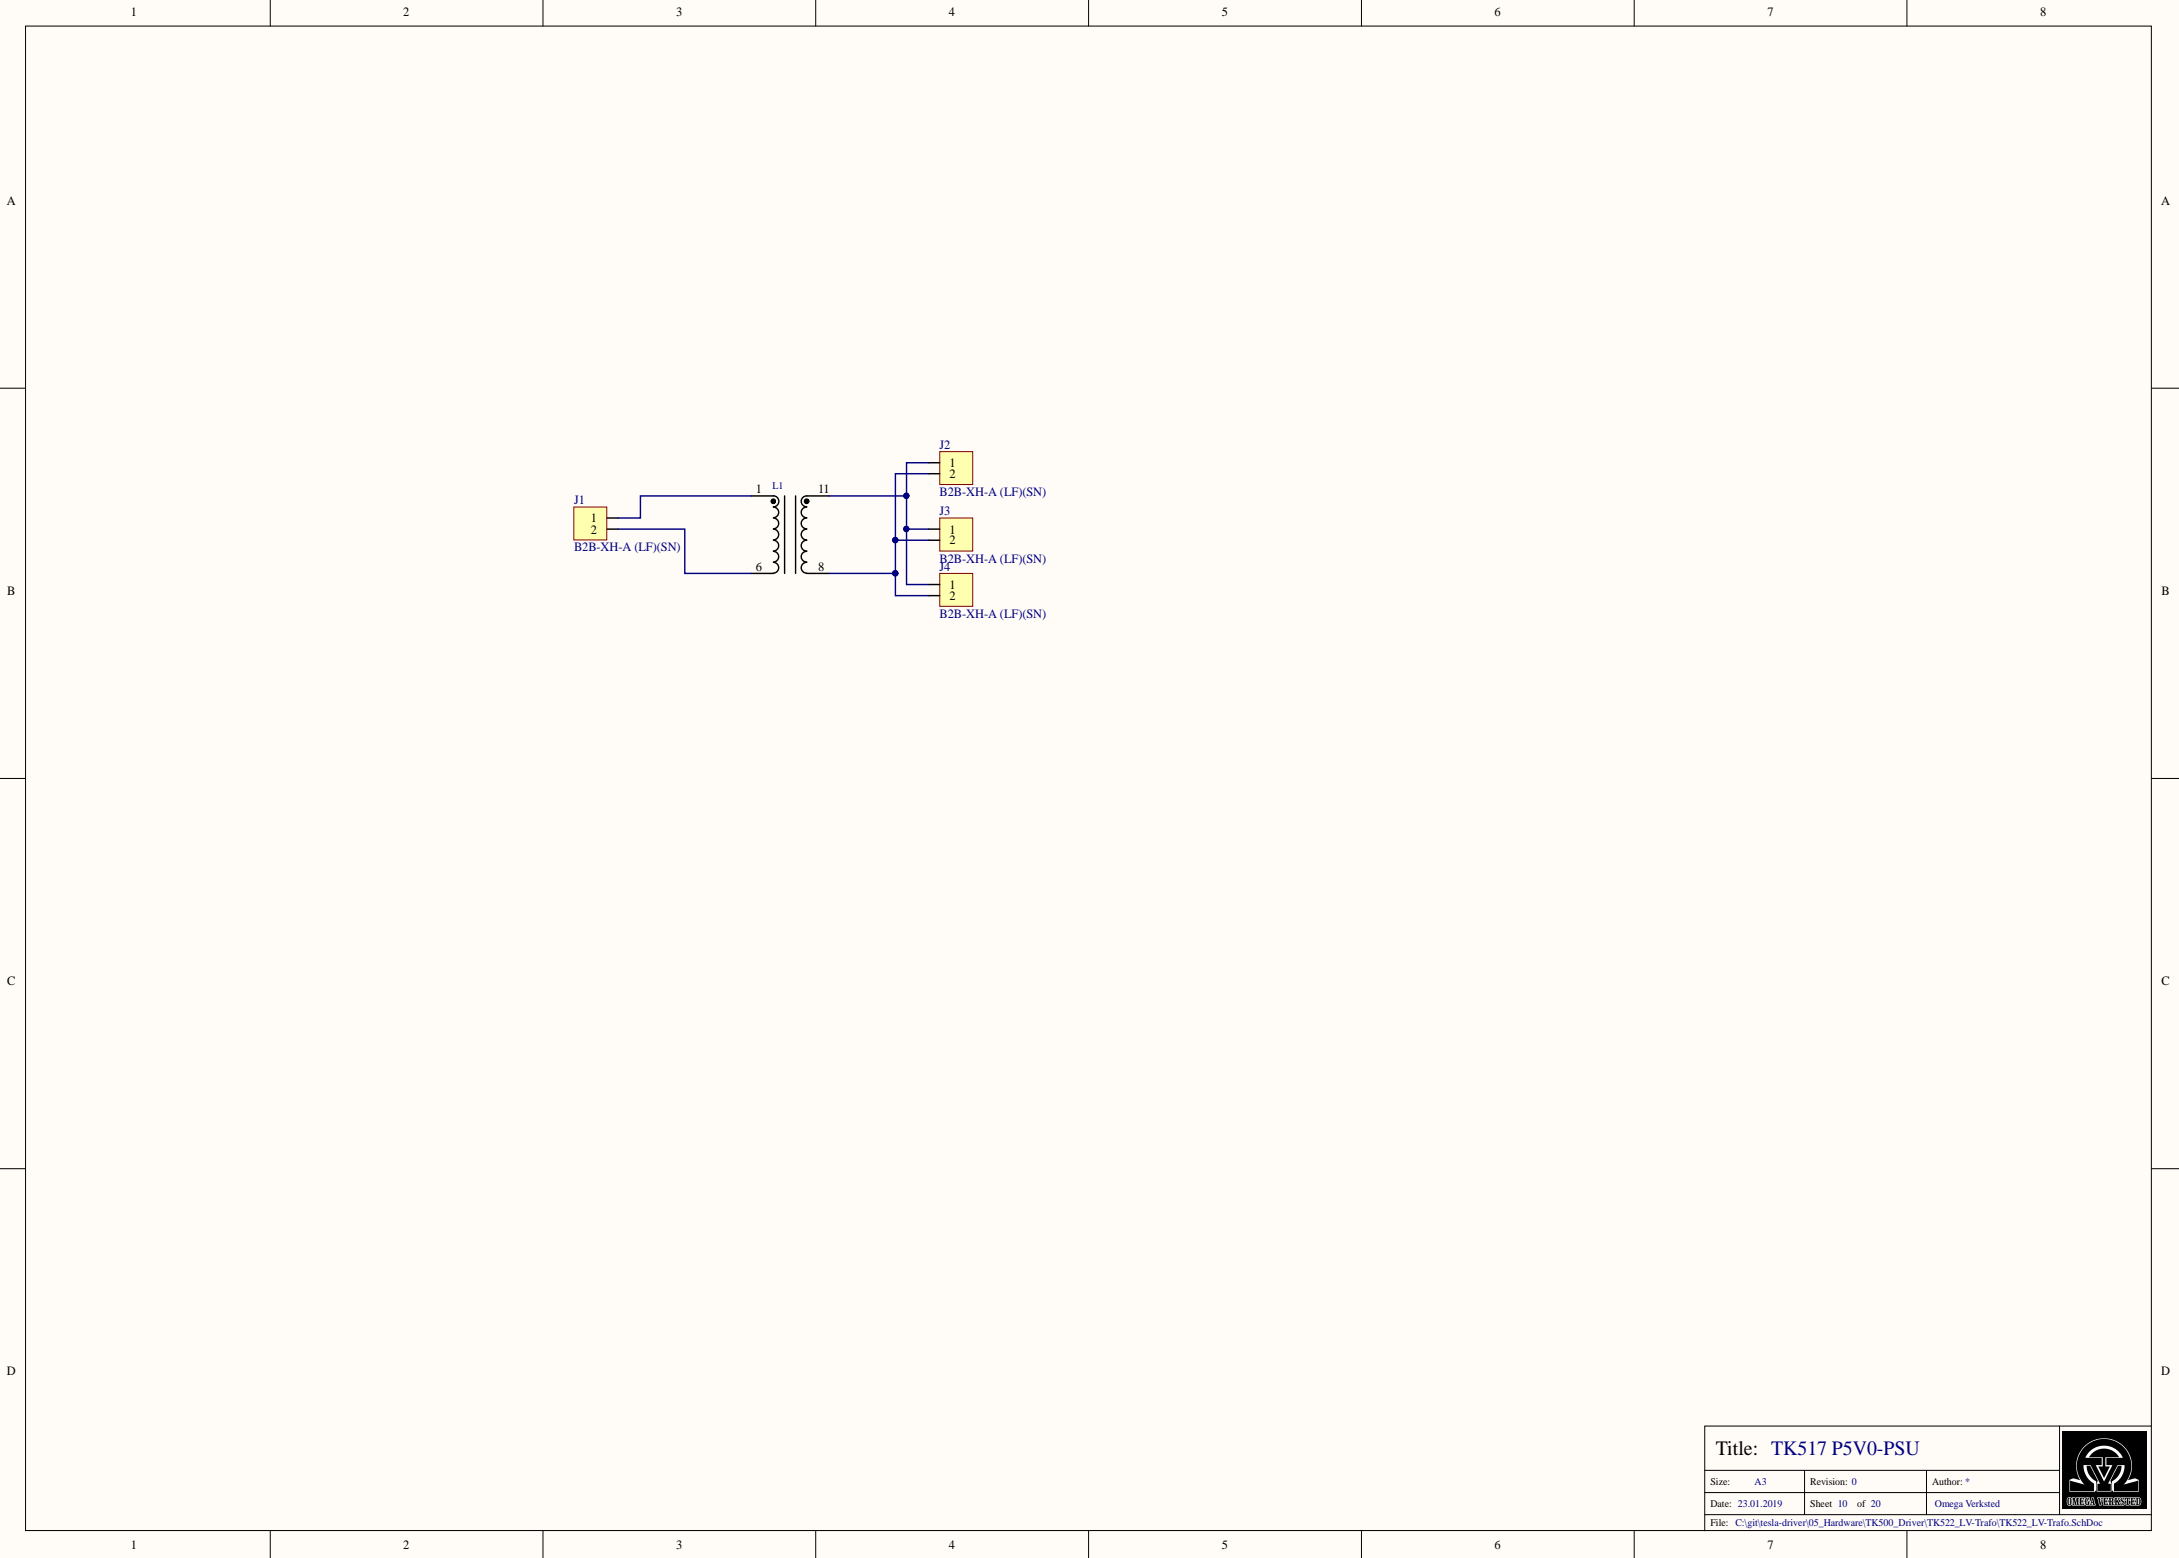 1 2 3 4 5 6 7 8
A A
J2
1
2
B2B-XH-A (LF)(SN)
1 L1 11
J1
1
2
B2B-XH-A (LF)(SN)
J3
1
2
B2B-XH-A (LF)(SN)
6 8
J4
1
2
B2B-XH-A (LF)(SN)
B B
C C
D D
Title: TK517 P5V0-PSU
Size: A3 Revision: 0 Author: *
Date: 23.01.2019 Sheet 10 of 20 Omega Verksted
OMEGA VERKSTED
File: C:\git\tesla-driver\05_Hardware\TK500_Driver\TK522_LV-Trafo\TK522_LV-Trafo.SchDoc
1 2 3 4 5 6 7 8